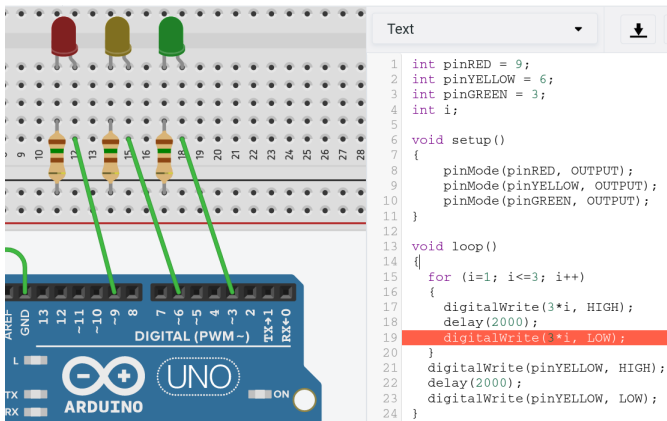 Text
1 int pinRED = 9;
2 int pinYELLOW = 6;
3 int pinGREEN = 3;
4 int i;
5
6 void setup()
7 {
8 pinMode(pinRED, OUTPUT);
9 pinMode(pinYELLOW, OUTPUT);
10 pinMode(pingGREEN, OUTPUT);
11 }
12
13 void loop()
14 {
15 for (i=1; i<=3; i++)
16 {
17 digitalWrite(3*i, HIGH);
18 delay(2000);
19 digitalWrite(3*i, LOW);
20 }
21 digitalWrite(pinYELLOW, HIGH);
22 delay(2000);
23 digitalWrite(pinYELLOW, LOW);
24 }
9 10 12 13 15 16 18 19 20 21 22 23 24 25 26 27 28
AREF GND 13 12 ~11 ~10 ~9 8 7 ~6 ~5 4 ~3 2 TX→1 RX←0
DIGITAL (PWM~)
L
TX
RX
ARDUINO
UNO
ON